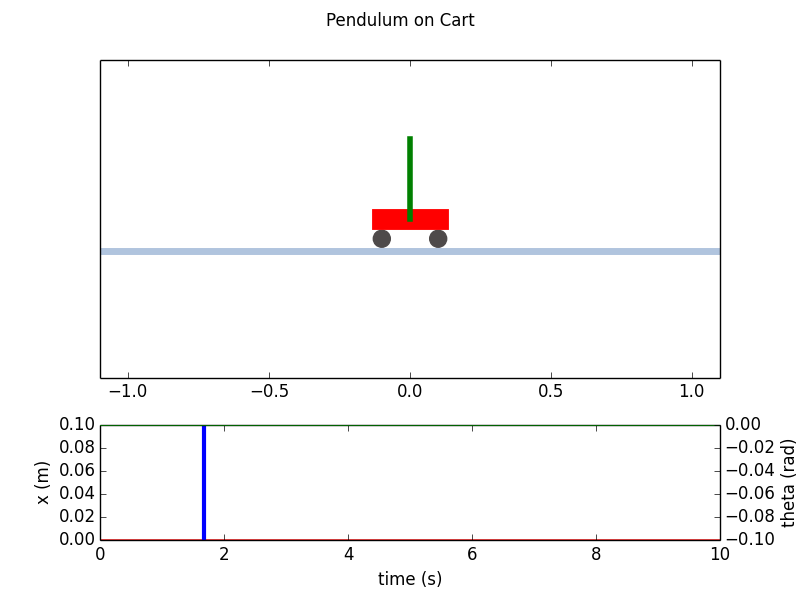 Pendulum on Cart
−1.0 −0.5 0.0 0.5 1.0
0.10 0.00
0.08 −0.02
0.06 −0.04
0.04 −0.06
0.02 −0.08
0.00 −0.10
x (m)
theta (rad)
0 2 4 6 8 10
time (s)